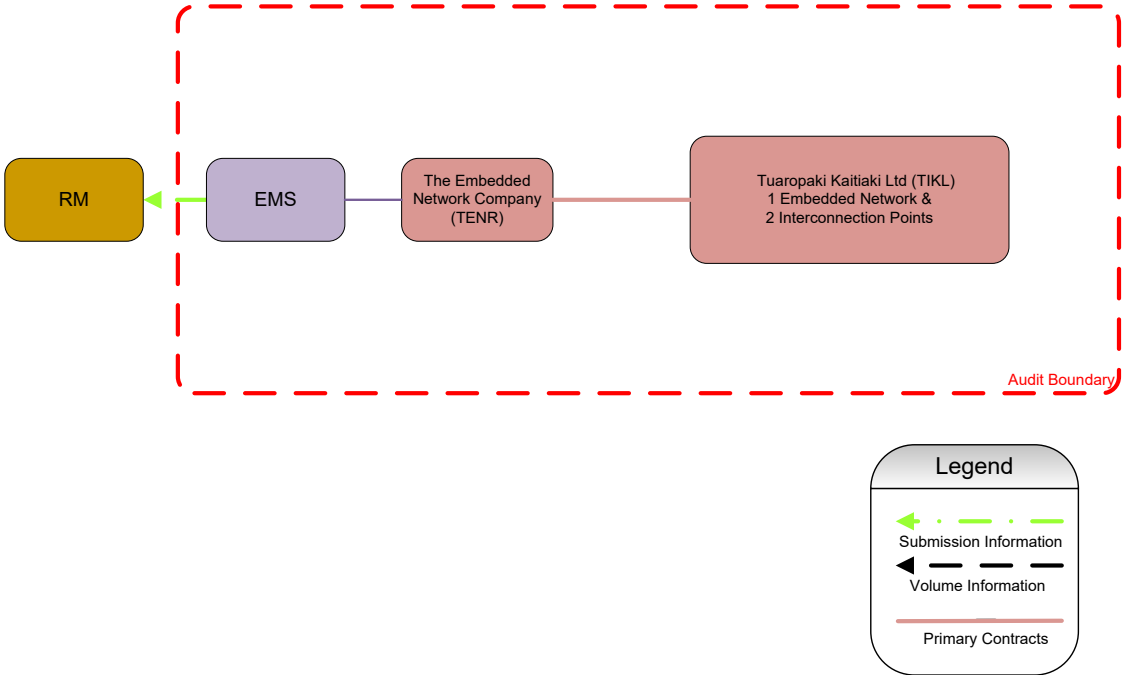 RM
EMS
The Embedded
Network Company
(TENR)
Tuaropaki Kaitiaki Ltd (TIKL)
1 Embedded Network &
2 Interconnection Points
Audit Boundary
Legend
Submission Information
Volume Information
Primary Contracts